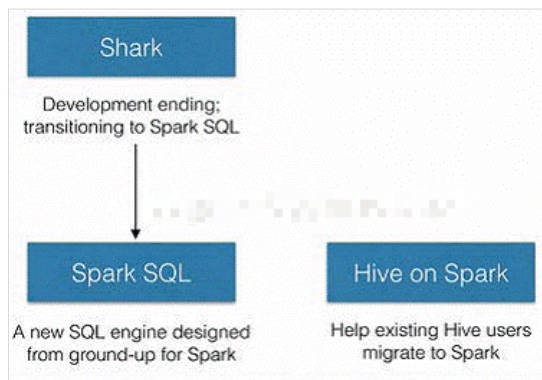 Shark
Development ending;
transitioning to Spark SQL
Spark SQL
A new SQL engine designed
from ground-up for Spark
Hive on Spark
Help existing Hive users
migrate to Spark